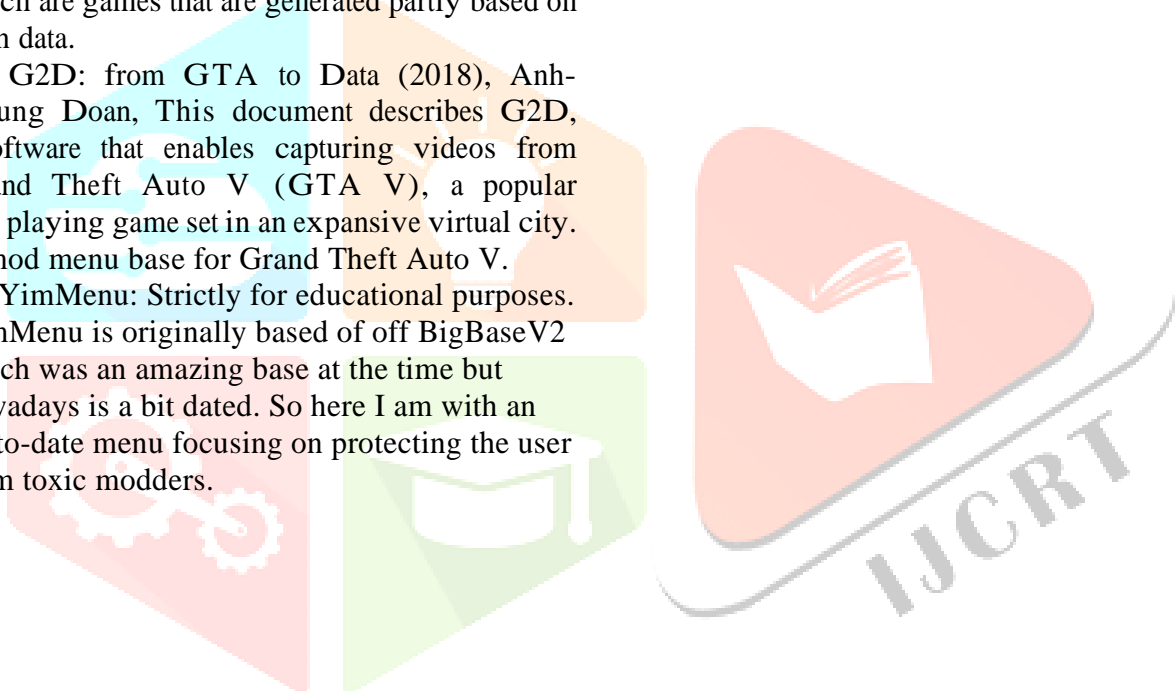 ch are games that are generated partly based on
n data.
G2D: from GTA to Data (2018), Anh-
ung Doan, This document describes G2D,
oftware that enables capturing videos from
nd Theft Auto V (GTA V), a popular
playing game set in an expansive virtual city.
nod menu base for Grand Theft Auto V.
YimMenu: Strictly for educational purposes.
nMenu is originally based of off BigBaseV2
ch was an amazing base at the time but
vadays is a bit dated. So here I am with an
to-date menu focusing on protecting the user
m toxic modders.
IJCRT